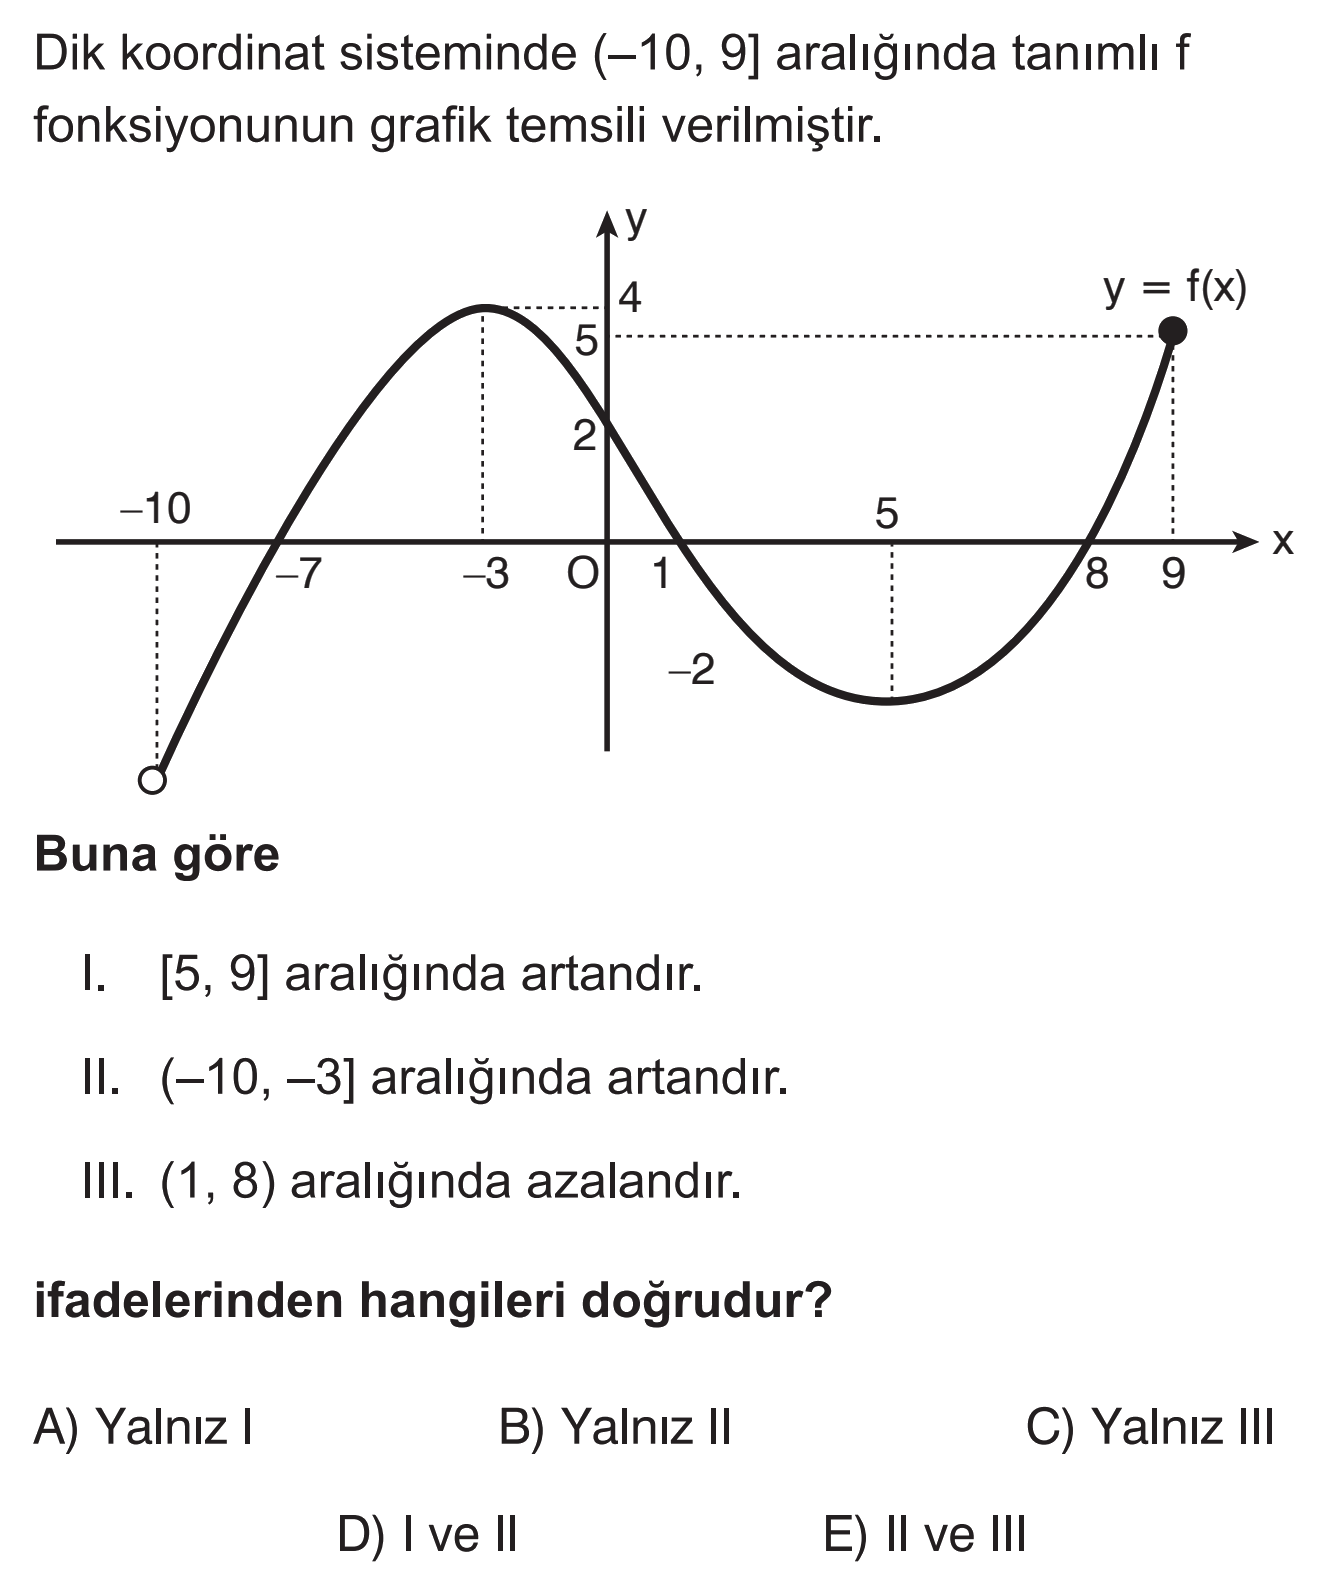 Dik koordinat sisteminde (–10, 9] aralığında tanımlı f
fonksiyonunun grafik temsili verilmiştir.
y
4
y = f(x)
5
2
–10
5
x
–7
–3
O
1
8
9
–2
Buna göre
I. [5, 9] aralığında artandır.
II. (–10, –3] aralığında artandır.
III. (1, 8) aralığında azalandır.
ifadelerinden hangileri doğrudur?
A) Yalnız I B) Yalnız II C) Yalnız III
D) I ve II E) II ve III